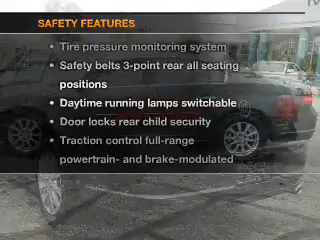 SAFETY FEATURES
• Tire pressure monitoring system
• Safety belts 3-point rear all seating
positions
• Daytime running lamps switchable
• Door locks rear child security
• Traction control full-range
powertrain- and brake-modulated